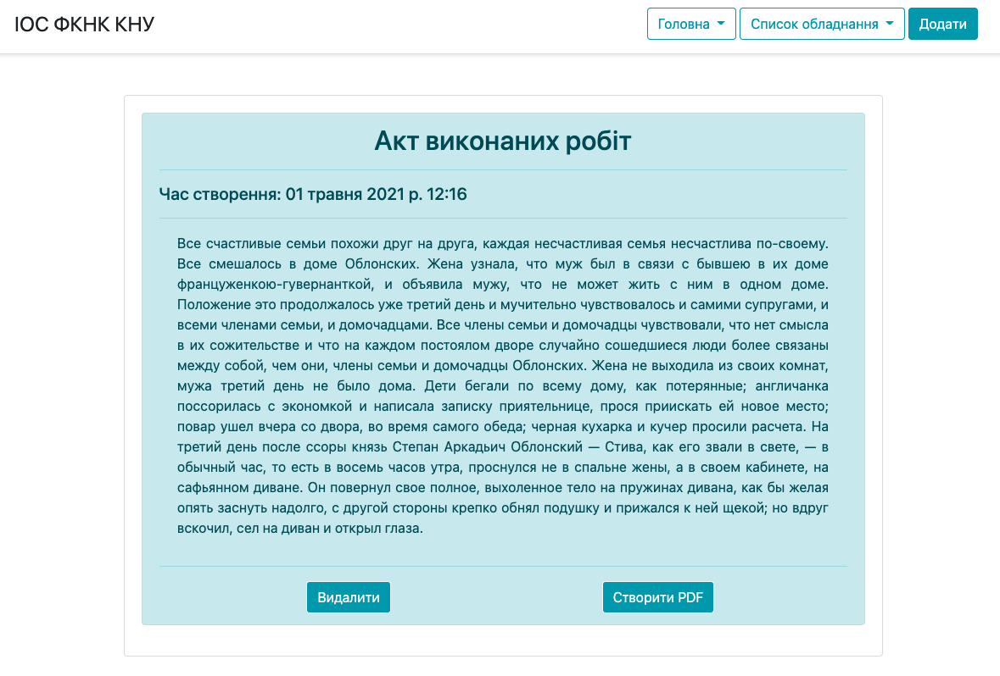 ІОС ФКНК КНУ
Головна
Список обладнання
Додати
Акт виконаних робіт
Час створення: 01 травня 2021 р. 12:16
Все счастливые семьи похожи друг на друга, каждая несчастливая семья несчастлива по-своему.
Все смешалось в доме Облонских. Жена узнала, что муж был в связи с бывшею в их доме
француженкою-гувернанткой, и объявила мужу, что не может жить с ним в одном доме.
Положение это продолжалось уже третий день и мучительно чувствовалось и самими супругами, и
всеми членами семьи, и домочадцами. Все члены семьи и домочадцы чувствовали, что нет смысла
в их сожительстве и что на каждом постоялом дворе случайно сошедшиеся люди более связаны
между собой, чем они, члены семьи и домочадцы Облонских. Жена не выходила из своих комнат,
мужа третий день не было дома. Дети бегали по всему дому, как потерянные; англичанка
поссорилась с экономкой и написала записку приятельнице, прося приискать ей новое место;
повар ушел вчера со двора, во время самого обеда; черная кухарка и кучер просили расчета. На
третий день после ссоры князь Степан Аркадьич Облонский — Стива, как его звали в свете, — в
обычный час, то есть в восемь часов утра, проснулся не в спальне жены, а в своем кабинете, на
сафьянном диване. Он повернул свое полное, выхоленное тело на пружинах дивана, как бы желая
опять заснуть надолго, с другой стороны крепко обнял подушку и прижался к ней щекой; но вдруг
вскочил, сел на диван и открыл глаза.
Видалити
Створити PDF